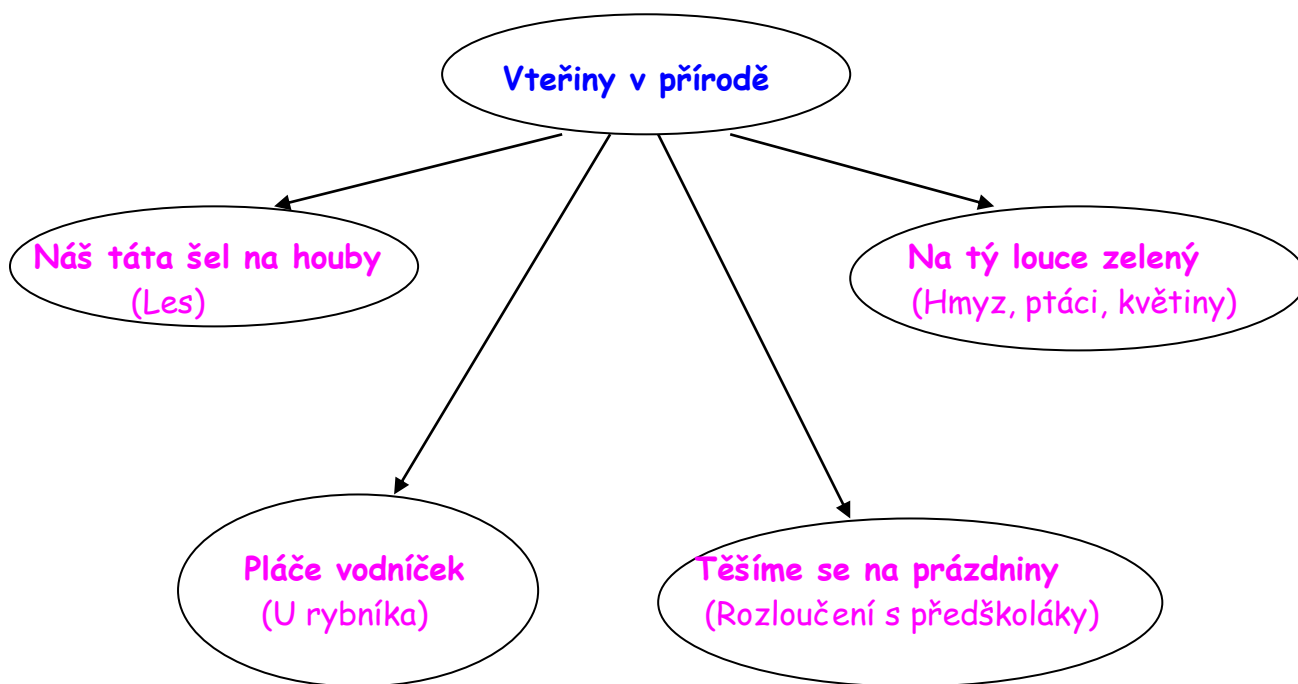 Vteřiny v přírodě
Náš táta šel na houby
(Les)
Na tý louce zelený
(Hmyz, ptáci, květiny)
Pláče vodníček
(U rybníka)
Těšíme se na prázdniny
(Rozloučení s předškoláky)